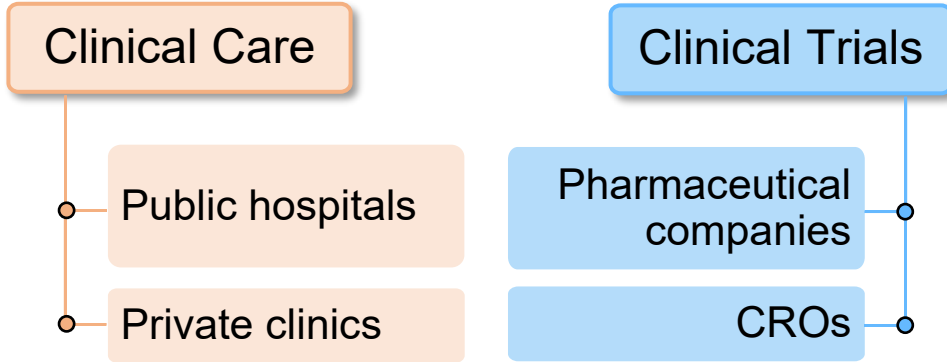 Clinical Care
Public hospitals
Private clinics
Clinical Trials
Pharmaceutical
companies
CROs